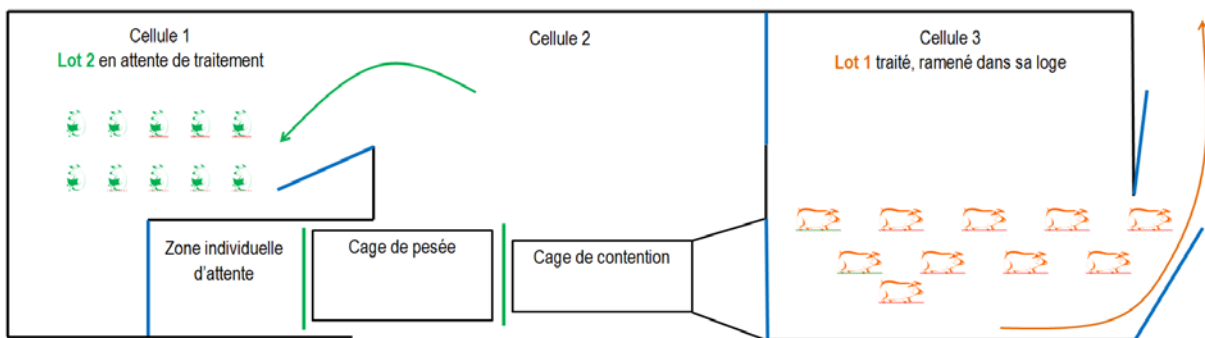 Cellule 1
Lot 2 en attente de traitement
Cellule 2
Cellule 3
Lot 1 traité, ramené dans sa loge
Zone individuelle
d'attente
Cage de pesée
Cage de contention